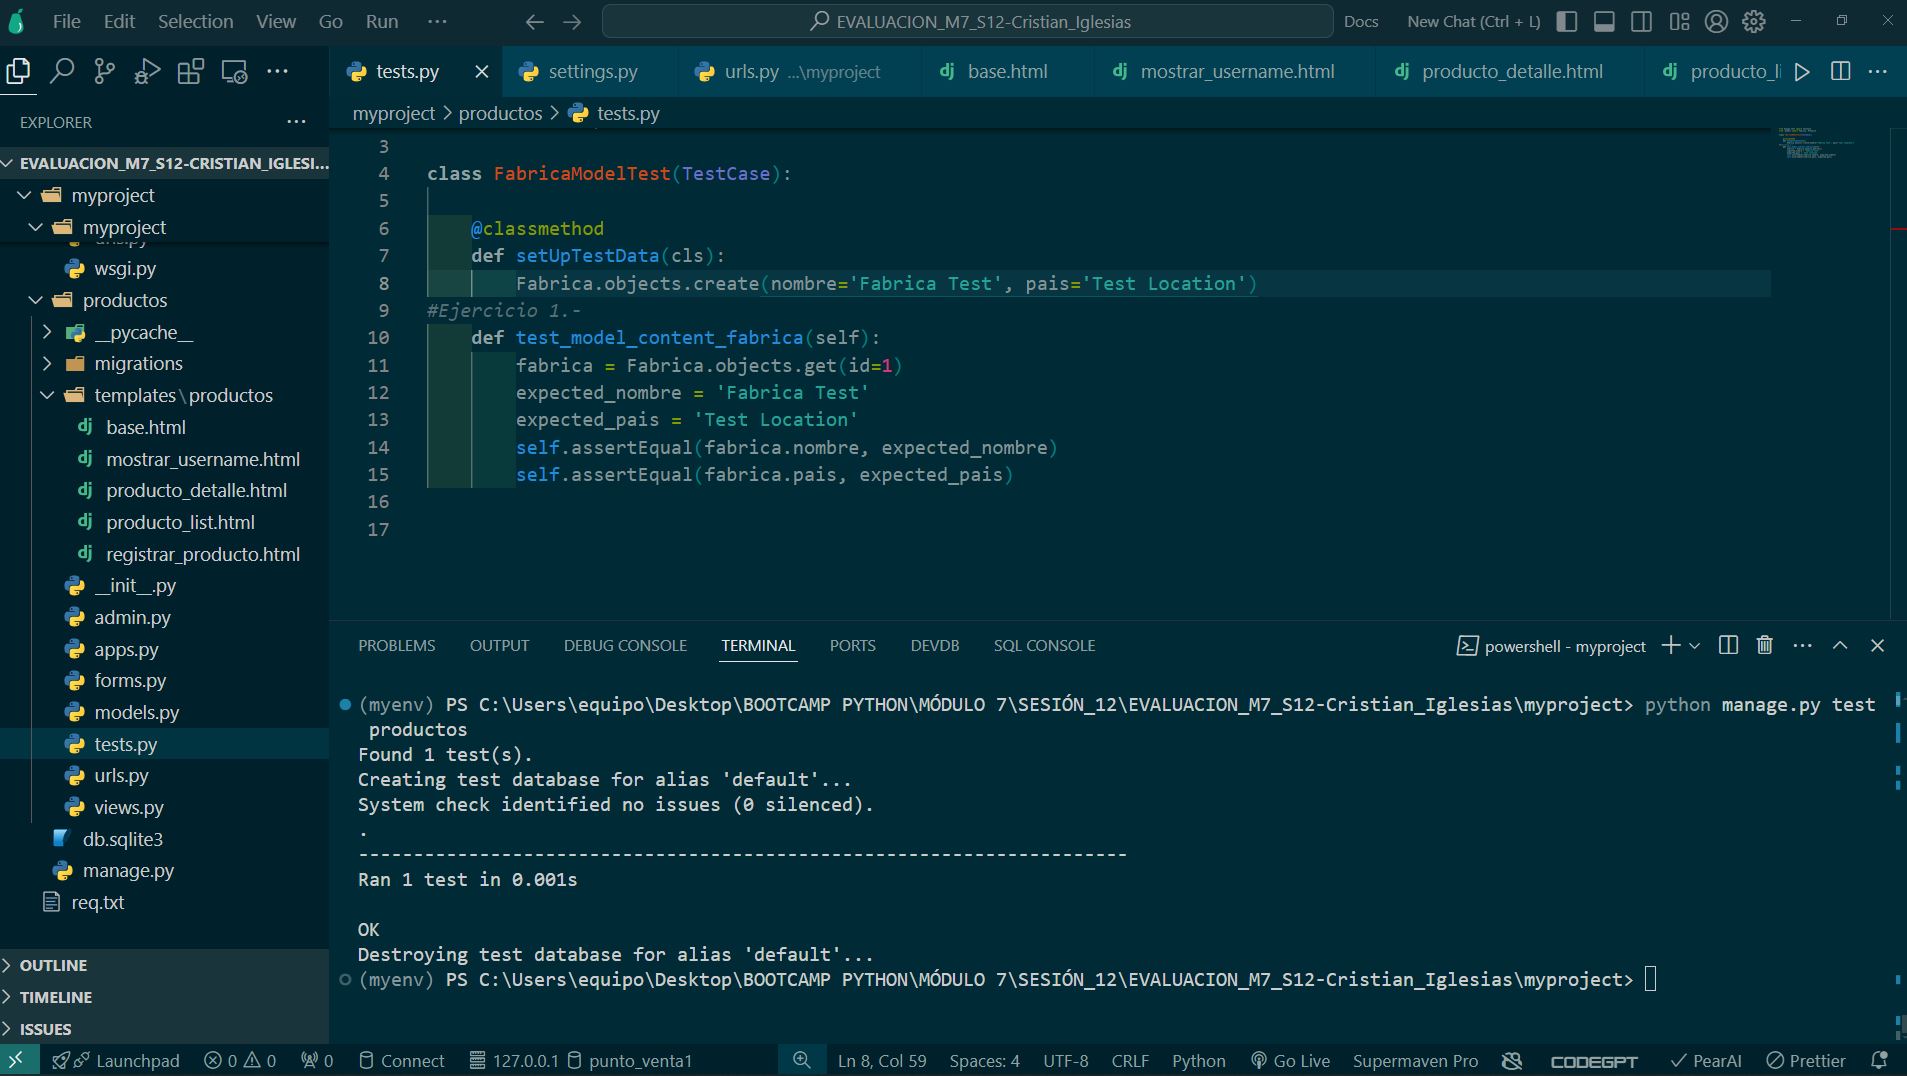 File Edit Selection View Go Run ···
EVALUACION_M7_S12-Cristian_Iglesias
Docs New Chat (Ctrl + L)
EXPLORER
EVALUACION_M7_S12-CRISTIAN_IGLESI...
myproject
myproject
urls.py
wsgi.py
productos
__pycache__
migrations
templates\productos
base.html
mostrar_username.html
producto_detalle.html
producto_list.html
registrar_producto.html
__init__.py
admin.py
apps.py
forms.py
models.py
tests.py
urls.py
views.py
db.sqlite3
manage.py
req.txt
OUTLINE
TIMELINE
ISSUES
tests.py settings.py urls.py ...\myproject base.html mostrar_username.html producto_detalle.html producto_li
myproject > productos > tests.py
3
4 class FabricaModelTest(TestCase):
5
6 @classmethod
7 def setUpTestData(cls):
8 Fabrica.objects.create(nombre='Fabrica Test', pais='Test Location')
9 #Ejercicio 1.-
10 def test_model_content_fabrica(self):
11 fabrica = Fabrica.objects.get(id=1)
12 expected_nombre = 'Fabrica Test'
13 expected_pais = 'Test Location'
14 self.assertEqual(fabrica.nombre, expected_nombre)
15 self.assertEqual(fabrica.pais, expected_pais)
16
17
PROBLEMS OUTPUT DEBUG CONSOLE TERMINAL PORTS DEVDB SQL CONSOLE
powershell - myproject
(myenv) PS C:\Users\equipo\Desktop\BOOTCAMP PYTHON\MÓDULO 7\SESIÓN_12\EVALUACION_M7_S12-Cristian_Iglesias\myproject> python manage.py test
productos
Found 1 test(s).
Creating test database for alias 'default'...
System check identified no issues (0 silenced).
.
----------------------------------------------------------------------
Ran 1 test in 0.001s
OK
Destroying test database for alias 'default'...
(myenv) PS C:\Users\equipo\Desktop\BOOTCAMP PYTHON\MÓDULO 7\SESIÓN_12\EVALUACION_M7_S12-Cristian_Iglesias\myproject>
Launchpad 0 0 0 Connect 127.0.0.1 punto_venta1 Ln 8, Col 59 Spaces: 4 UTF-8 CRLF Python Go Live Supermaven Pro CODEGPT PearAI Prettier